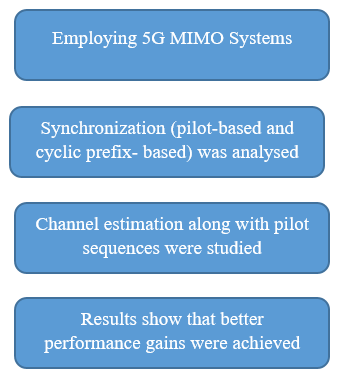 Employing 5G MIMO Systems
Synchronization (pilot-based and
cyclic prefix- based) was analysed
Channel estimation along with pilot
sequences were studied
Results show that better
performance gains were achieved